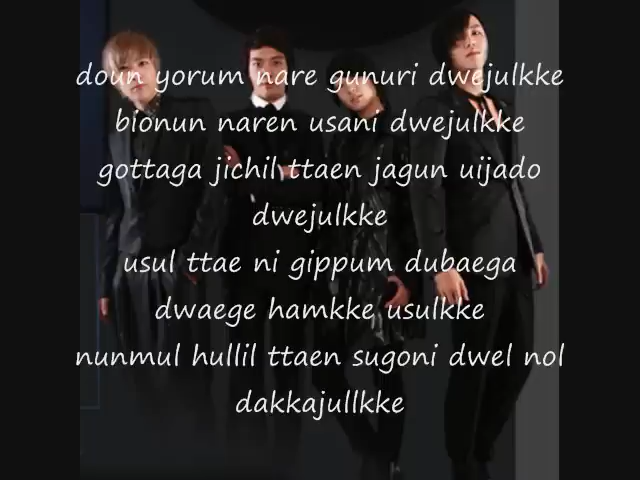 doun yorum nare gunuri dwejulkke
bionun naren usani dwejulkke
gottaga jichil ttaen jagun uijado
dwejulkke
usul ttae ni gippum dubaega
dwaege hamkke usulkke
nunmul hullil ttaen sugoni dwel nol
dakkajullkke